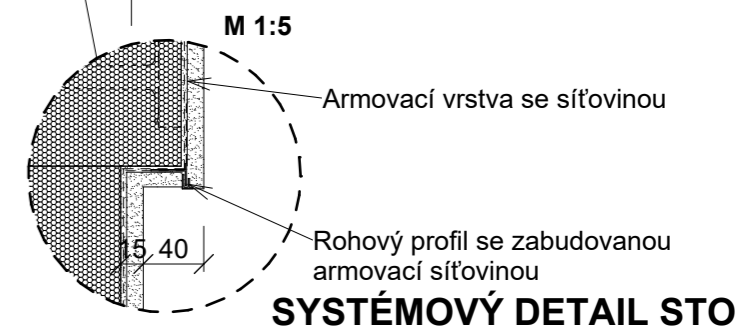 M 1:5
Armovací vrstva se síťovinou
15 40
Rohový profil se zabudovanou
armovací síťovinou
SYSTÉMOVÝ DETAIL STO